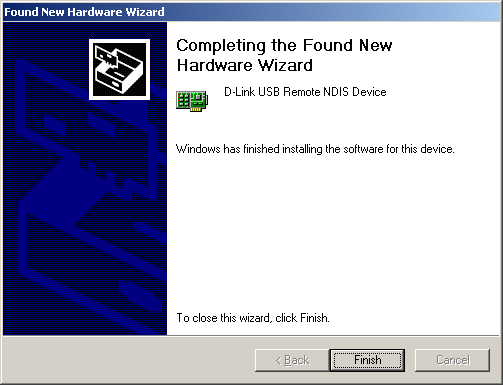 Found New Hardware Wizard
Completing the Found New
Hardware Wizard
D-Link USB Remote NDIS Device
Windows has finished installing the software for this device.
To close this wizard, click Finish.
< Back
Finish
Cancel